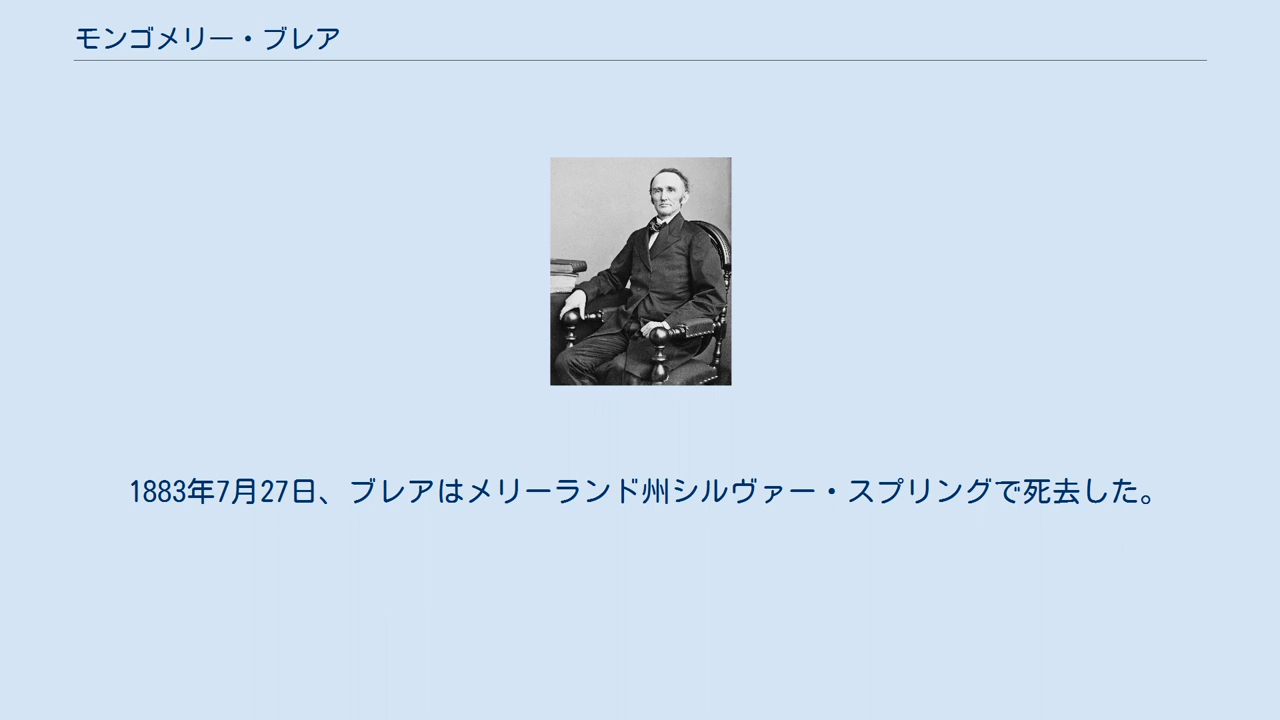 モンゴメリー・ブレア
1883年7月27日、ブレアはメリーランド州シルヴァー・スプリングで死去した。